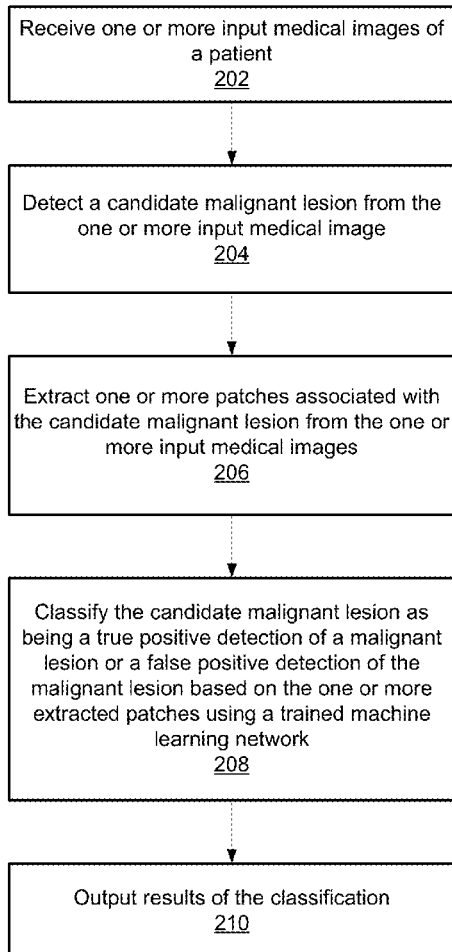 Receive one or more input medical images of
a patient
202
Detect a candidate malignant lesion from the
one or more input medical image
204
Extract one or more patches associated with
the candidate malignant lesion from the one or
more input medical images
206
Classify the candidate malignant lesion as
being a true positive detection of a malignant
lesion or a false positive detection of the
malignant lesion based on the one or more
extracted patches using a trained machine
learning network
208
Output results of the classification
210